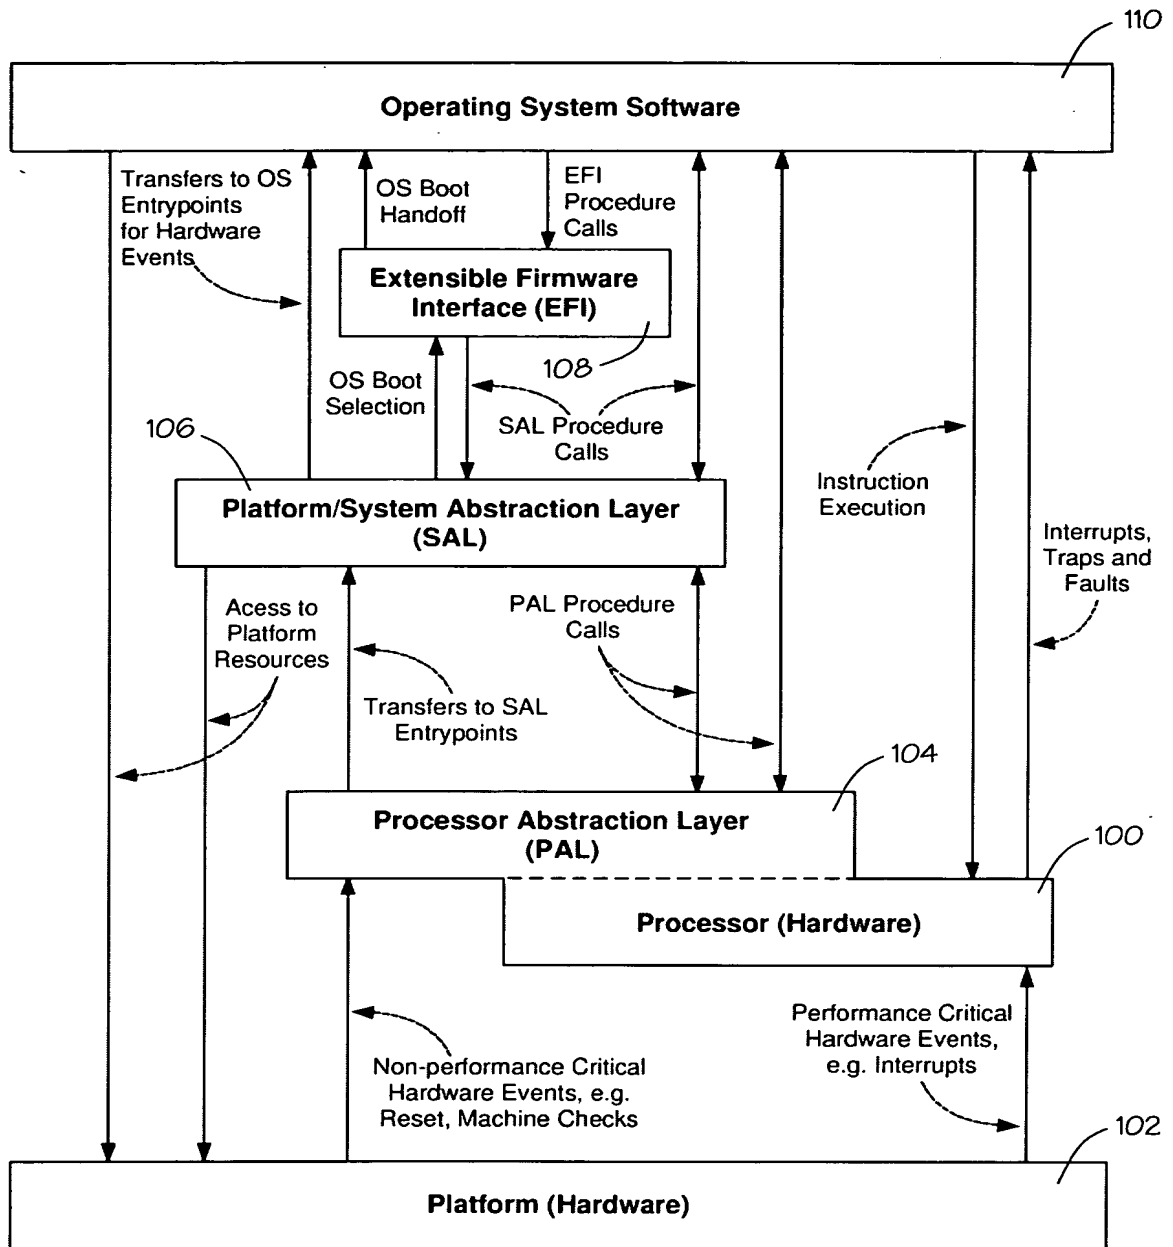 110
Operating System Software
Transfers to OS
Entrypoints
for Hardware
Events
OS Boot
Handoff
EFI
Procedure
Calls
Extensible Firmware
Interface (EFI)
108
OS Boot
Selection
SAL Procedure
Calls
106
Platform/System Abstraction Layer
(SAL)
Instruction
Execution
Interrupts,
Traps and
Faults
Acess to
Platform
Resources
PAL Procedure
Calls
Transfers to SAL
Entrypoints
104
Processor Abstraction Layer
(PAL)
100
Processor (Hardware)
Non-performance Critical
Hardware Events, e.g.
Reset, Machine Checks
Performance Critical
Hardware Events,
e.g. Interrupts
102
Platform (Hardware)